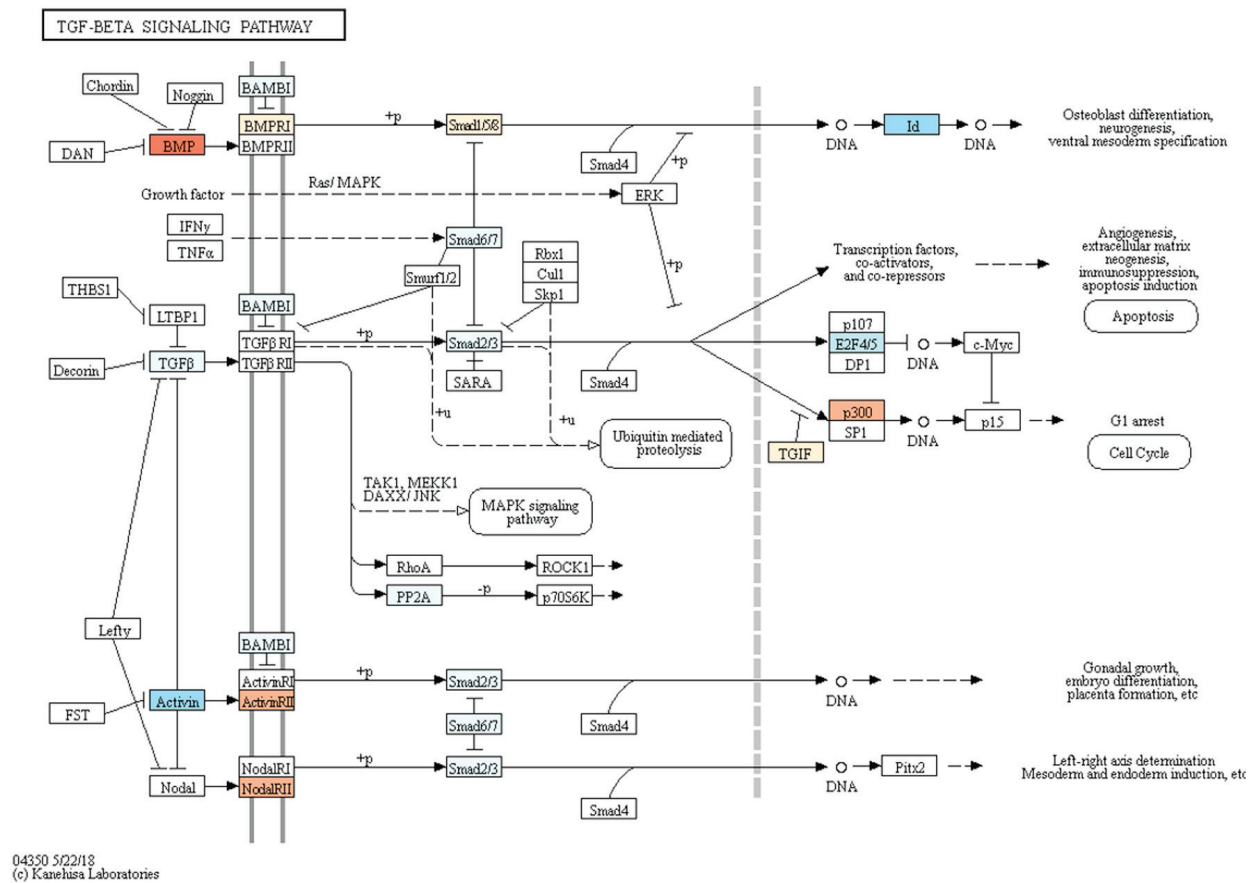 TGF-BETA SIGNALING PATHWAY
Chordin
Noggin
BAMBI
DAN
BMP
BMPRI
BMPRII
+p
Smad1/5/8
Smad4
DNA
Id
DNA
Osteoblast differentiation,
neurogenesis,
ventral mesoderm specification
Growth factor
Ras/ MAPK
ERK
+p
+p
IFNγ
TNFα
Smad6/7
Smurf1/2
Rbx1
Cul1
Skp1
Transcription factors,
co-activators,
and co-repressors
Angiogenesis,
extracellular matrix
neogenesis,
immunosuppression,
apoptosis induction
Apoptosis
THBS1
LTBP1
BAMBI
Decorin
TGFβ
TGFβ RI
TGFβ RII
+p
Smad2/3
SARA
Smad4
+u
+u
Ubiquitin mediated
proteolysis
p107
E2F4/5
DP1
DNA
c-Myc
p300
SP1
DNA
p15
TGIF
G1 arrest
Cell Cycle
TAK1, MEKK1
DAXX/ JNK
MAPK signaling
pathway
RhoA
ROCK1
PP2A
-p
p70S6K
Lefty
BAMBI
FST
Activin
ActivinRI
ActivinRII
+p
Smad2/3
Smad4
DNA
Gonadal growth,
embryo differentiation,
placenta formation, etc
Smad6/7
Nodal
NodalRI
NodalRII
+p
Smad2/3
Smad4
DNA
Pitx2
Left-right axis determination
Mesoderm and endoderm induction, etc
04350 5/22/18
(c) Kanehisa Laboratories